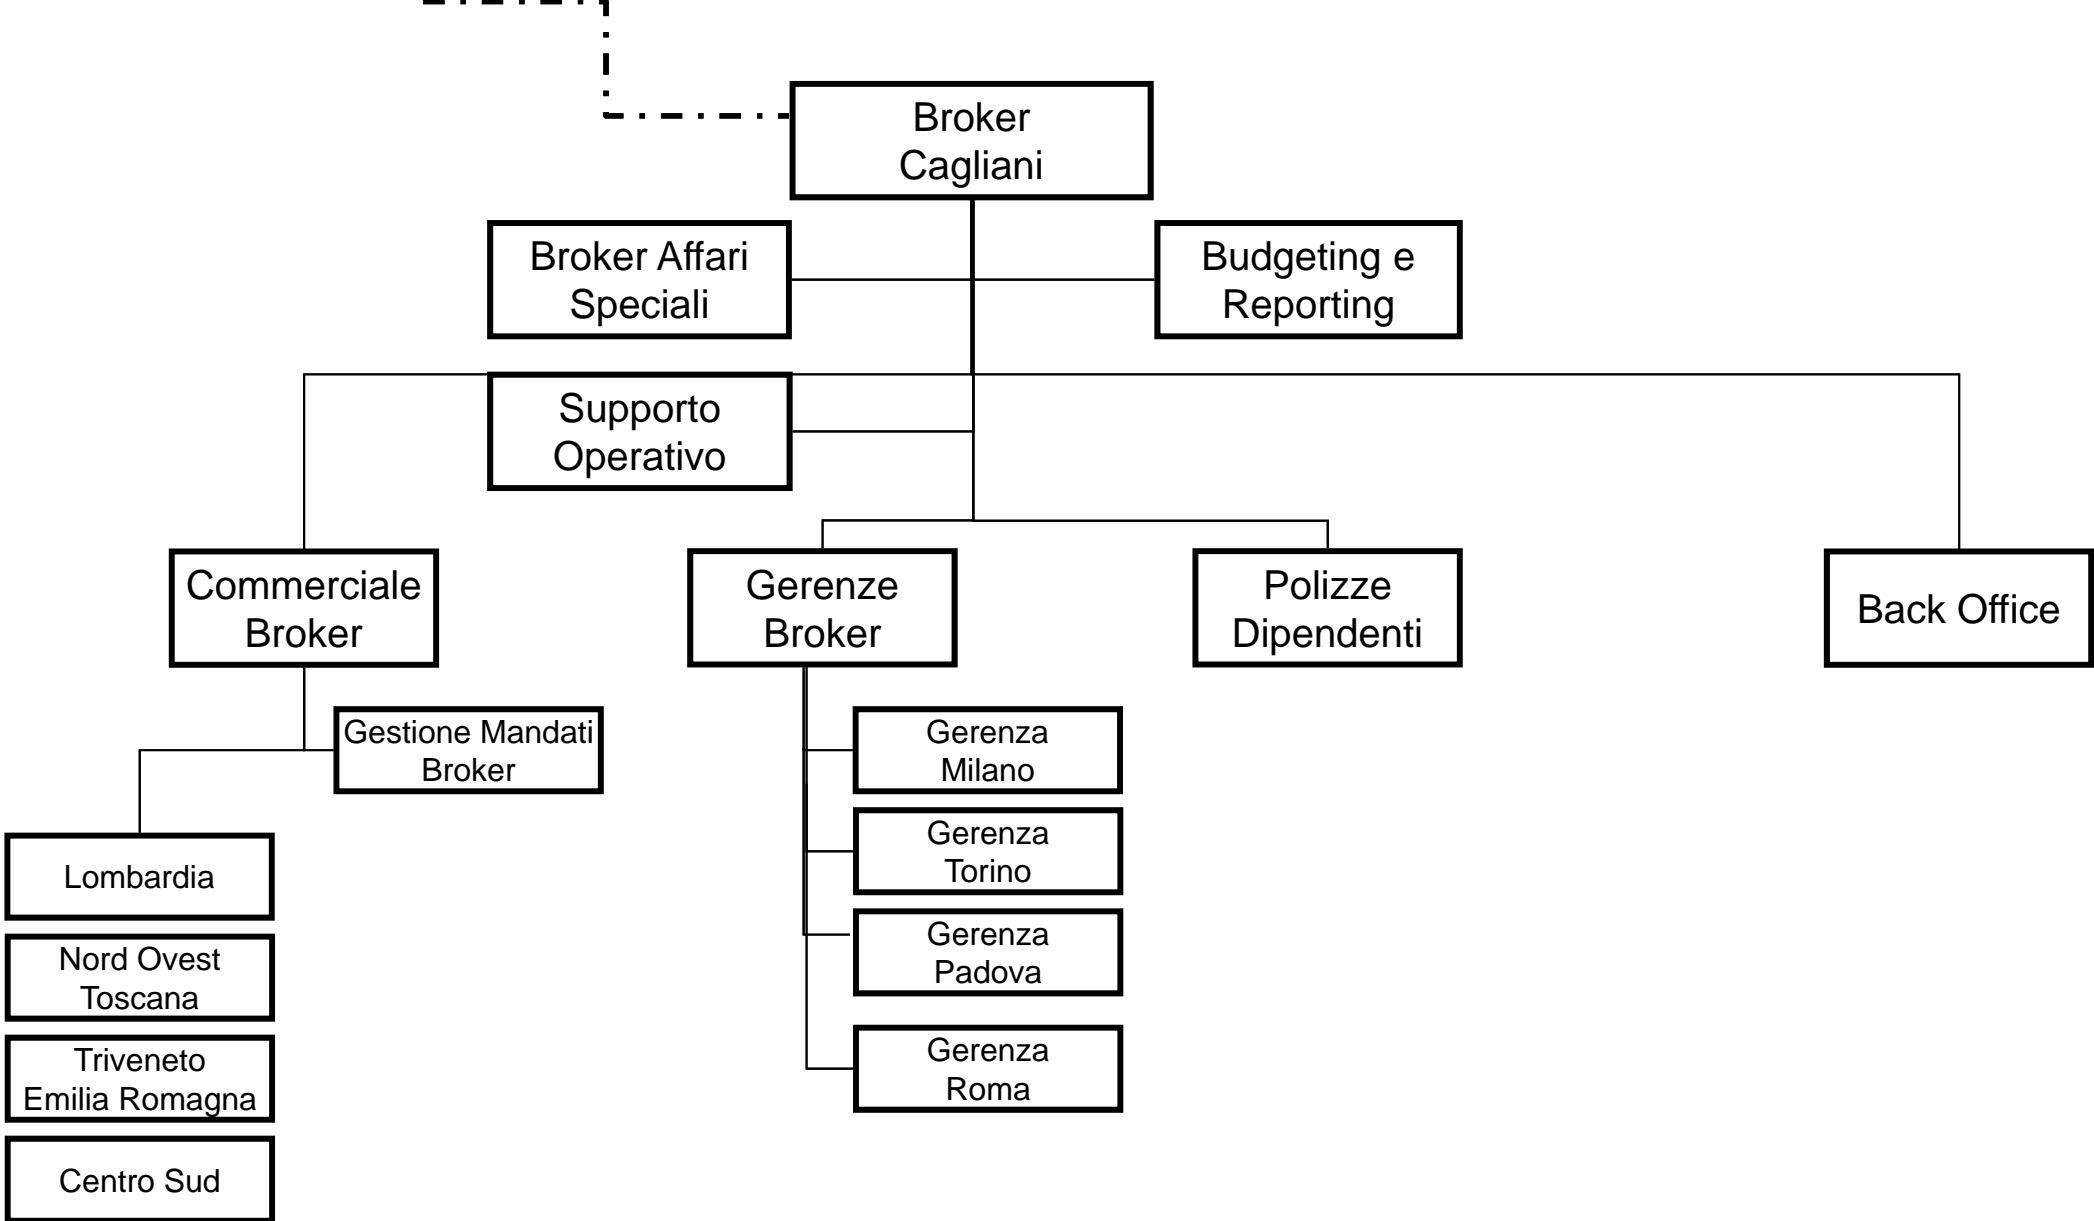 Broker
Cagliani
Broker Affari
Speciali
Budgeting e
Reporting
Supporto
Operativo
Commerciale
Broker
Gerenze
Broker
Polizze
Dipendenti
Back Office
Gestione Mandati
Broker
Gerenza
Milano
Gerenza
Torino
Gerenza
Padova
Gerenza
Roma
Lombardia
Nord Ovest
Toscana
Triveneto
Emilia Romagna
Centro Sud